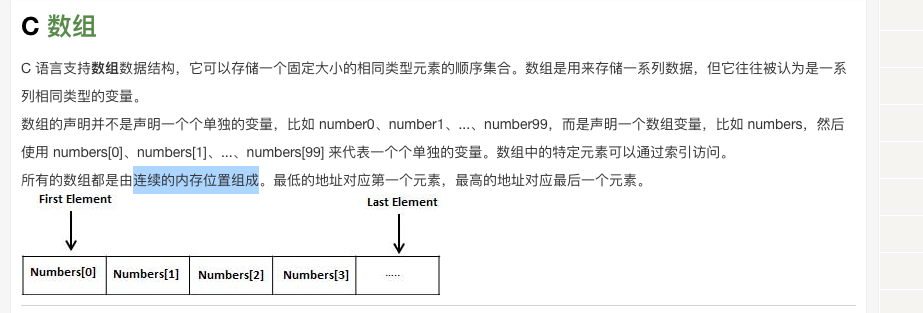 C 数组
C 语言支持数组数据结构，它可以存储一个固定大小的相同类型元素的顺序集合。数组是用来存储一系列数据，但它往往被认为是一系
列相同类型的变量。
数组的声明并不是声明一个个单独的变量，比如 number0、number1、...、number99，而是声明一个数组变量，比如 numbers，然后
使用 numbers[0]、numbers[1]、...、numbers[99] 来代表一个个单独的变量。数组中的特定元素可以通过索引访问。
所有的数组都是由连续的内存位置组成。最低的地址对应第一个元素，最高的地址对应最后一个元素。
First Element Last Element
Numbers[0] Numbers[1] Numbers[2] Numbers[3] .....